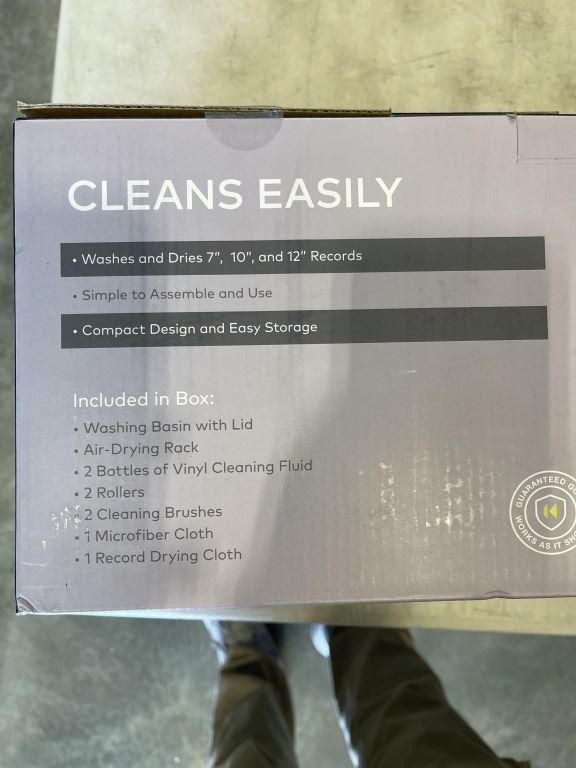 CLEANS EASILY
• Washes and Dries 7", 10", and 12" Records
• Simple to Assemble and Use
• Compact Design and Easy Storage
Included in Box:
• Washing Basin with Lid
• Air-Drying Rack
• 2 Bottles of Vinyl Cleaning Fluid
• 2 Rollers
• 2 Cleaning Brushes
• 1 Microfiber Cloth
• 1 Record Drying Cloth
GUARANTEED
WORKS AS IT